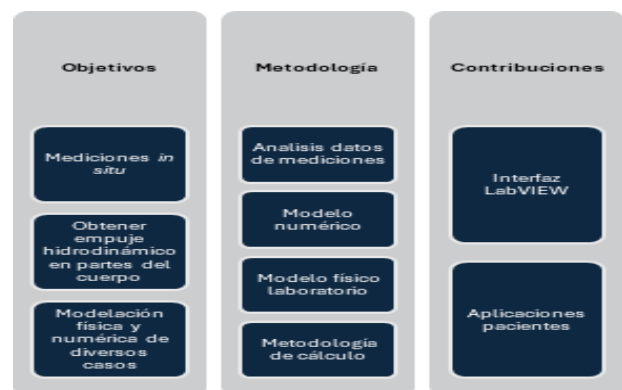 Objetivos
Mediciones in
situ
Obtener
empuje
hidrodinámico
en partes del
cuerpo
Modelación
física y
numérica de
diversos
casos
Metodología
Analisis datos
de mediciones
Modelo
numérico
Modelo físico
laboratorio
Metodología
de cálculo
Contribuciones
Interfaz
LabVIEW
Aplicaciones
pacientes